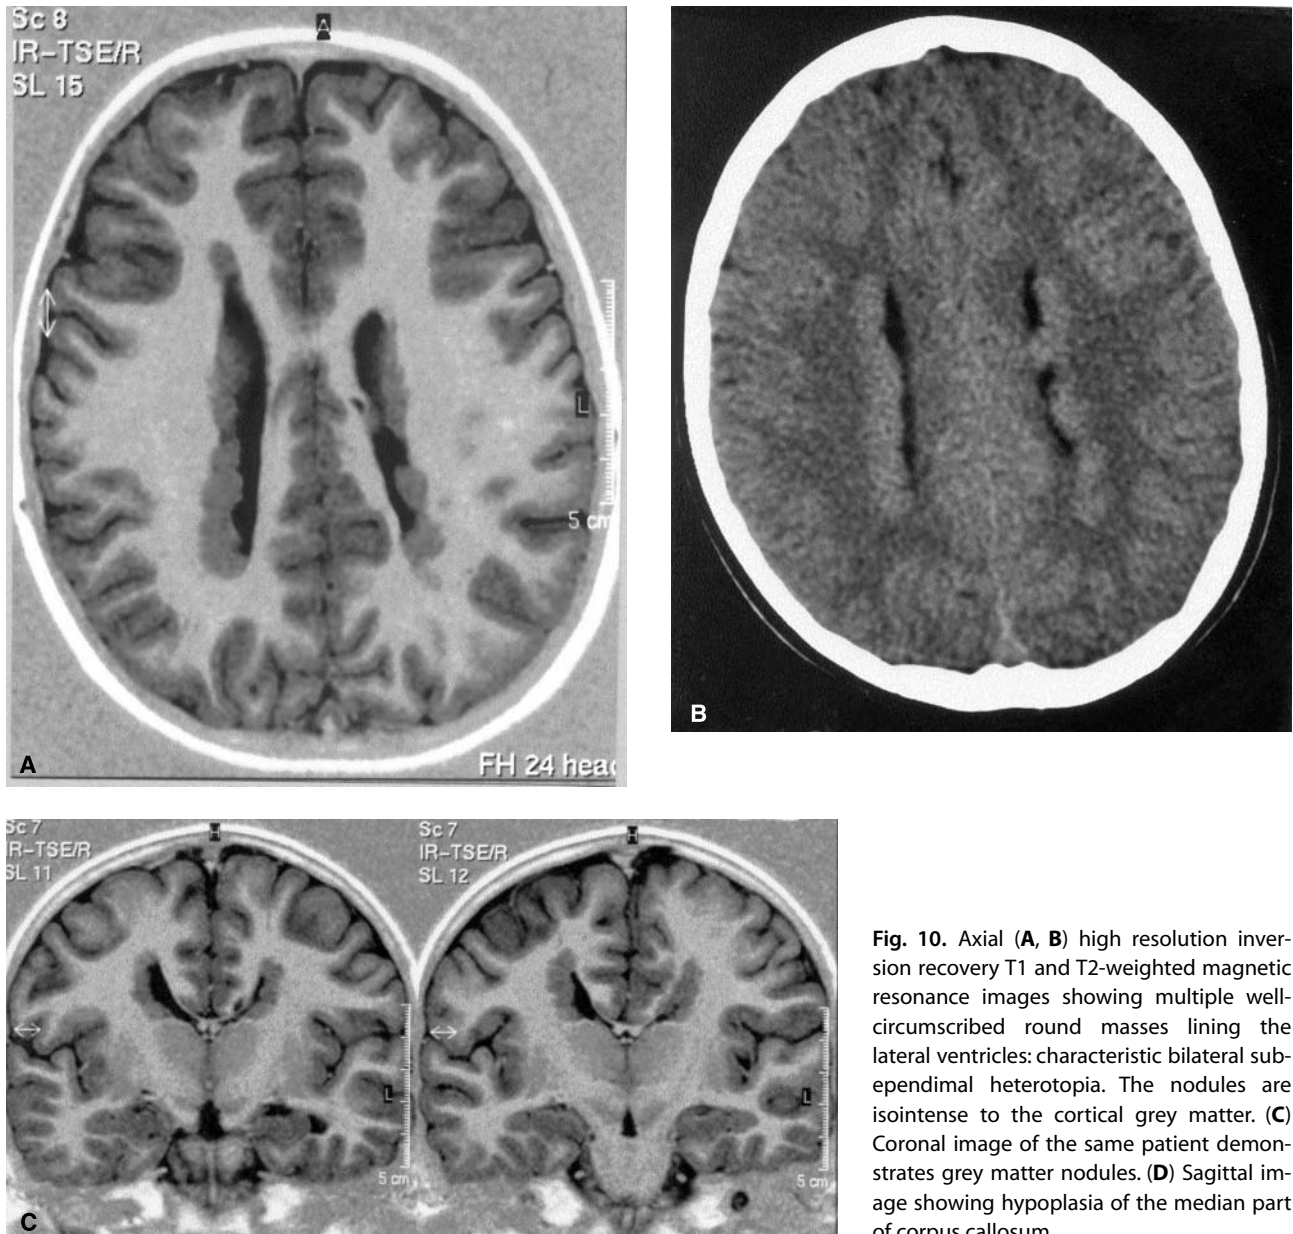 Sc 8
IR-TSE/R
SL 15
A
L
5 cm
A
FH 24 head
B
Sc 7
IR-TSE/R
SL 11
H
L
5 cm
C
Sc 7
IR-TSE/R
SL 12
H
L
5 cm
Fig. 10. Axial (A, B) high resolution inver-
sion recovery T1 and T2-weighted magnetic
resonance images showing multiple well-
circumscribed round masses lining the
lateral ventricles: characteristic bilateral sub-
ependimal heterotopia. The nodules are
isointense to the cortical grey matter. (C)
Coronal image of the same patient demon-
strates grey matter nodules. (D) Sagittal im-
age showing hypoplasia of the median part
of corpus callosum